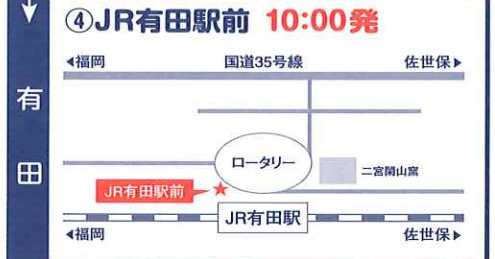 ④JR有田駅前 10:00発
有田
◀福岡 国道35号線 佐世保▶
ロータリー
二宮閑山窯
JR有田駅前
JR有田駅
◀福岡 佐世保▶